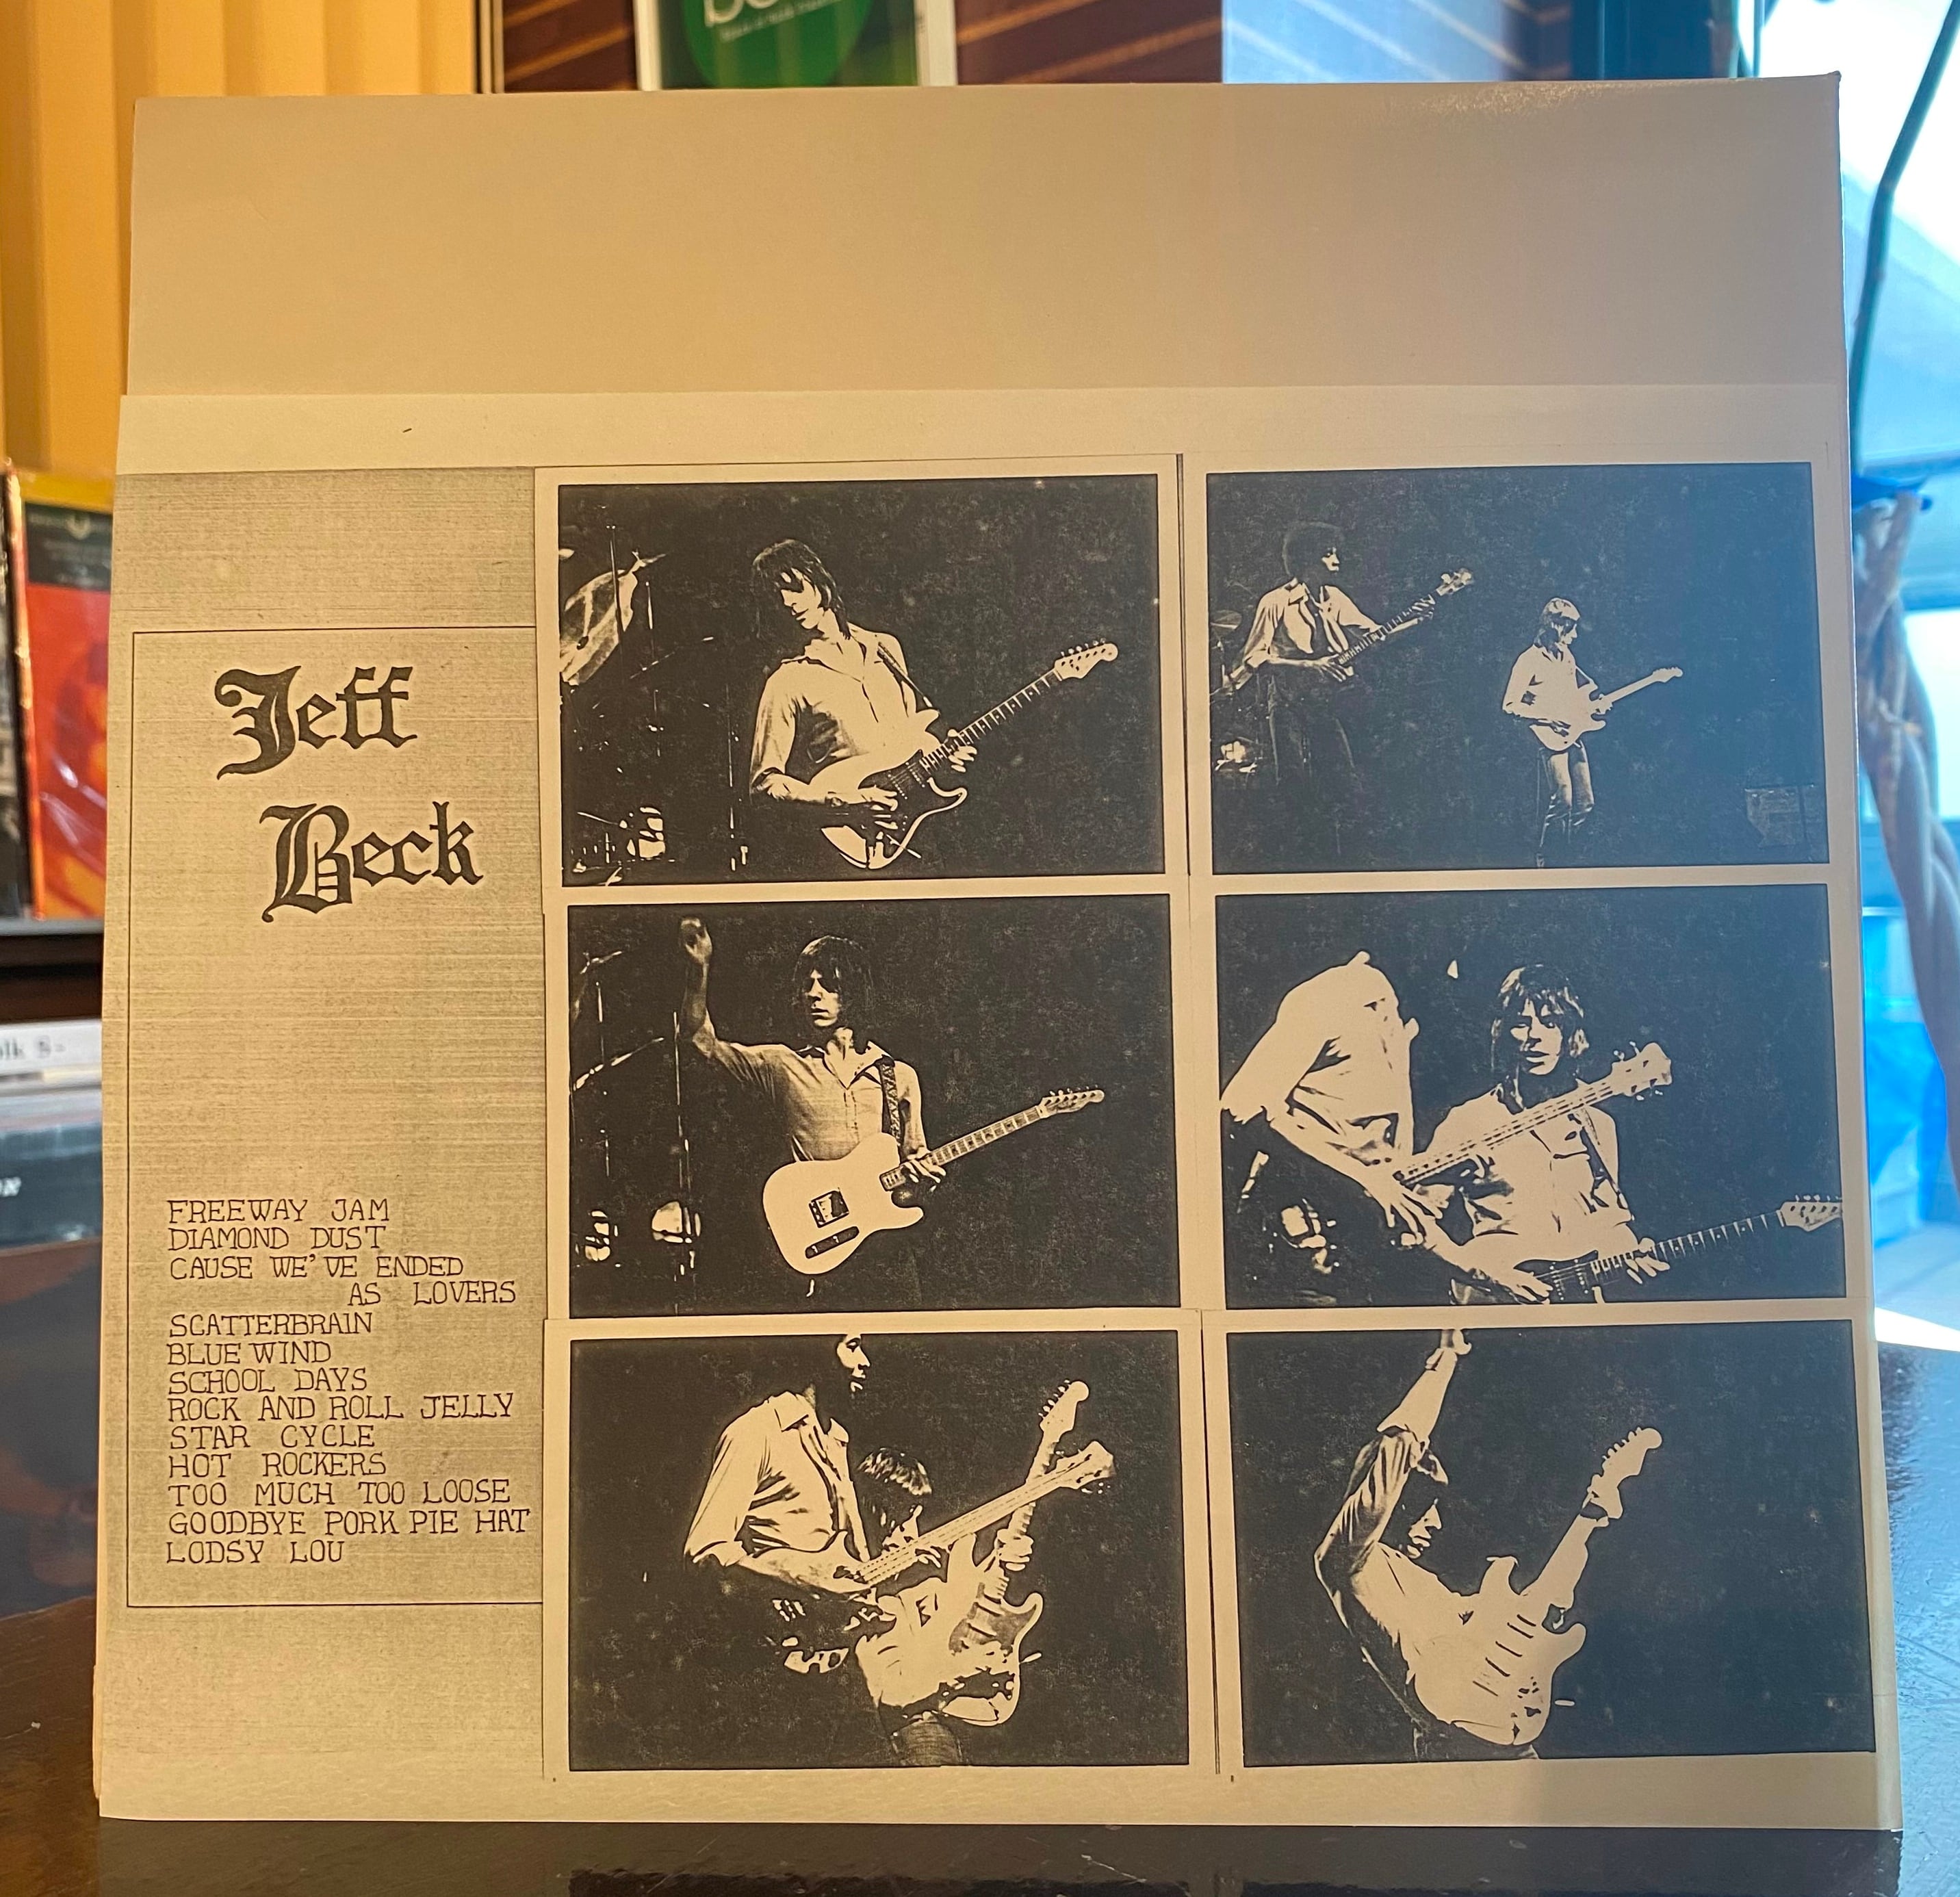 Jeff
Beck
FREEWAY JAM
DIAMOND DUST
CAUSE WE'VE ENDED
AS LOVERS
SCATTERBRAIN
BLUE WIND
SCHOOL DAYS
ROCK AND ROLL JELLY
STAR CYCLE
HOT ROCKERS
TOO MUCH TOO LOOSE
GOODBYE PORK PIE HAT
LODSY LOU